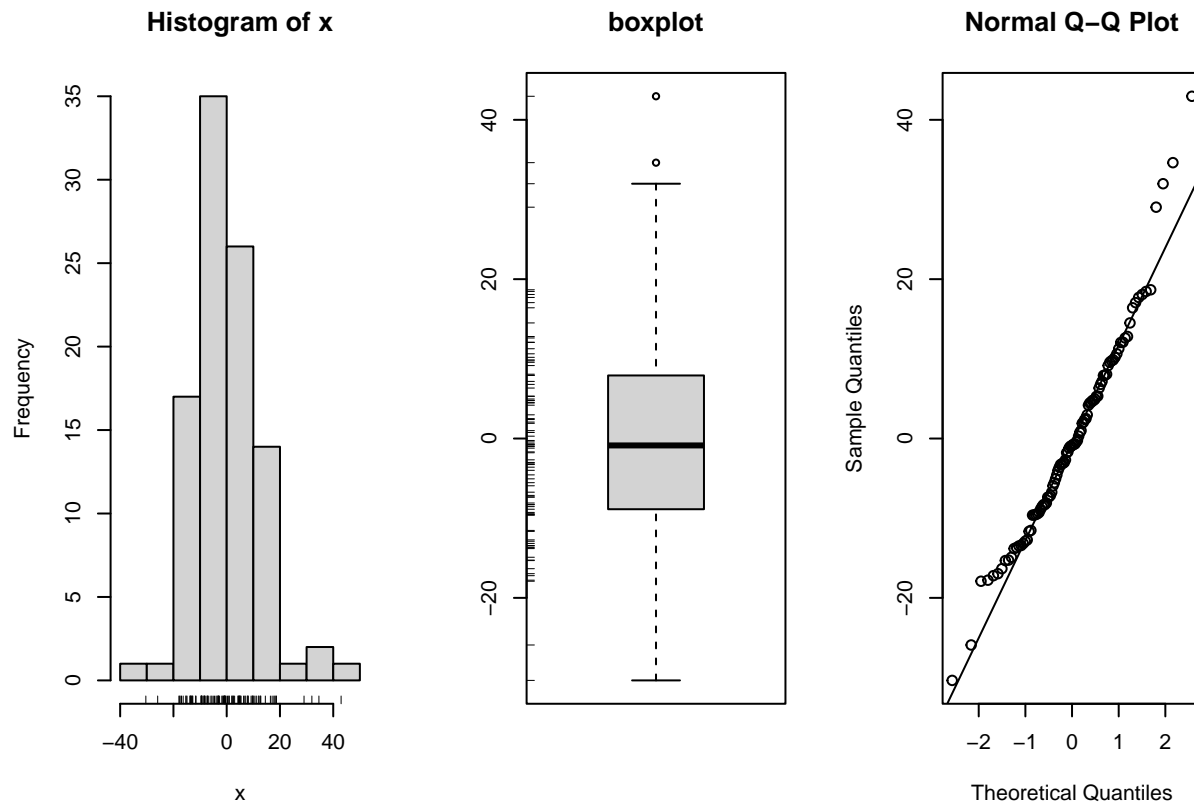 Histogram of x
Frequency
35
30
25
20
15
10
5
0
−40 0 20 40
x
boxplot
40
20
0
−20
Normal Q−Q Plot
Sample Quantiles
40
20
0
−20
−2 −1 0 1 2
Theoretical Quantiles